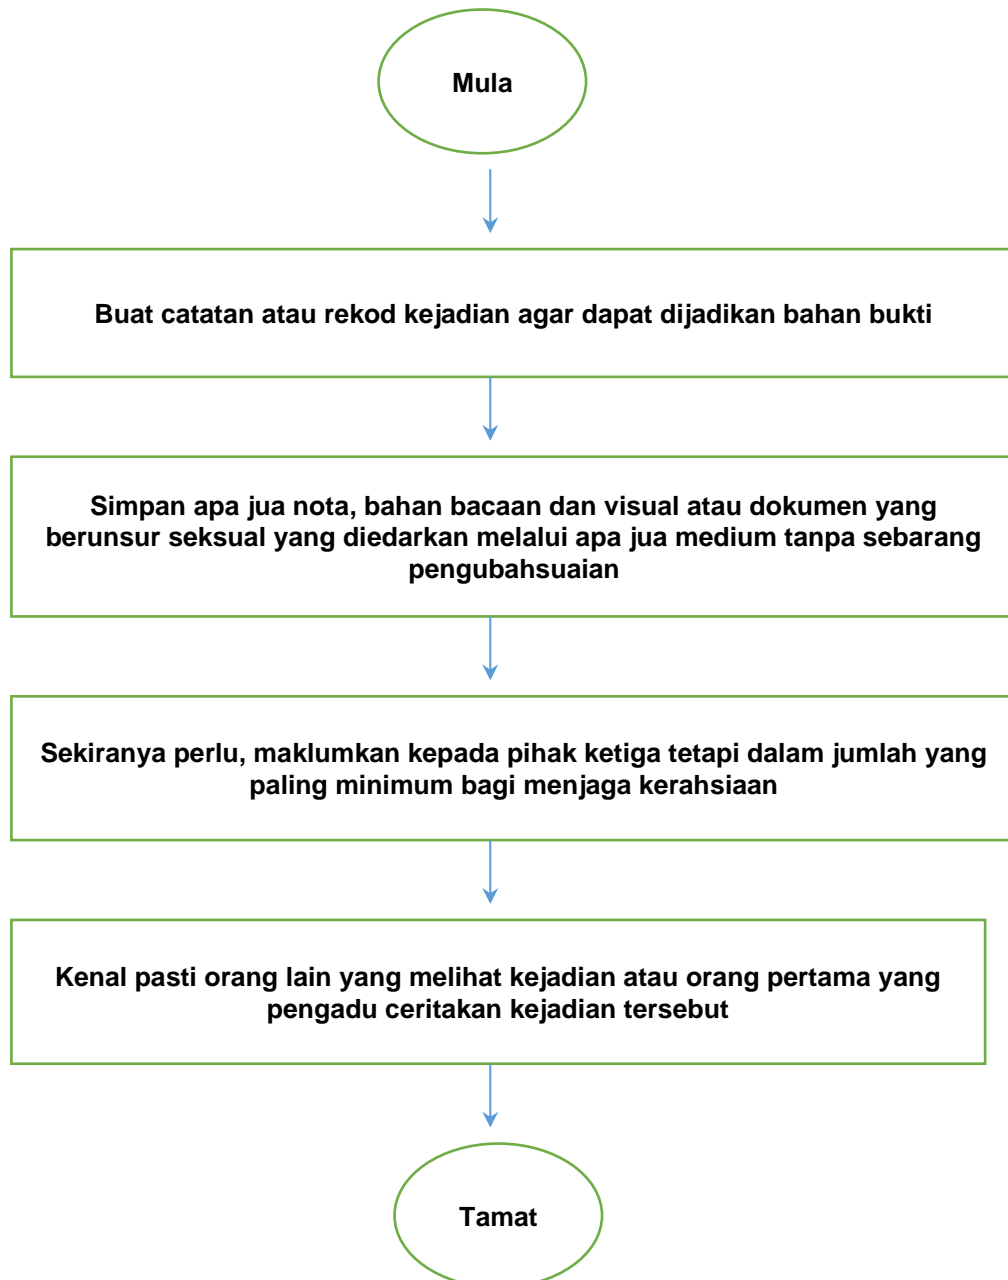 Mula
Buat catatan atau rekod kejadian agar dapat dijadikan bahan bukti
Simpan apa jua nota, bahan bacaan dan visual atau dokumen yang
berunsur seksual yang diedarkan melalui apa jua medium tanpa sebarang
pengubahsuaian
Sekiranya perlu, maklumkan kepada pihak ketiga tetapi dalam jumlah yang
paling minimum bagi menjaga kerahsiaan
Kenal pasti orang lain yang melihat kejadian atau orang pertama yang
pengadu ceritakan kejadian tersebut
Tamat